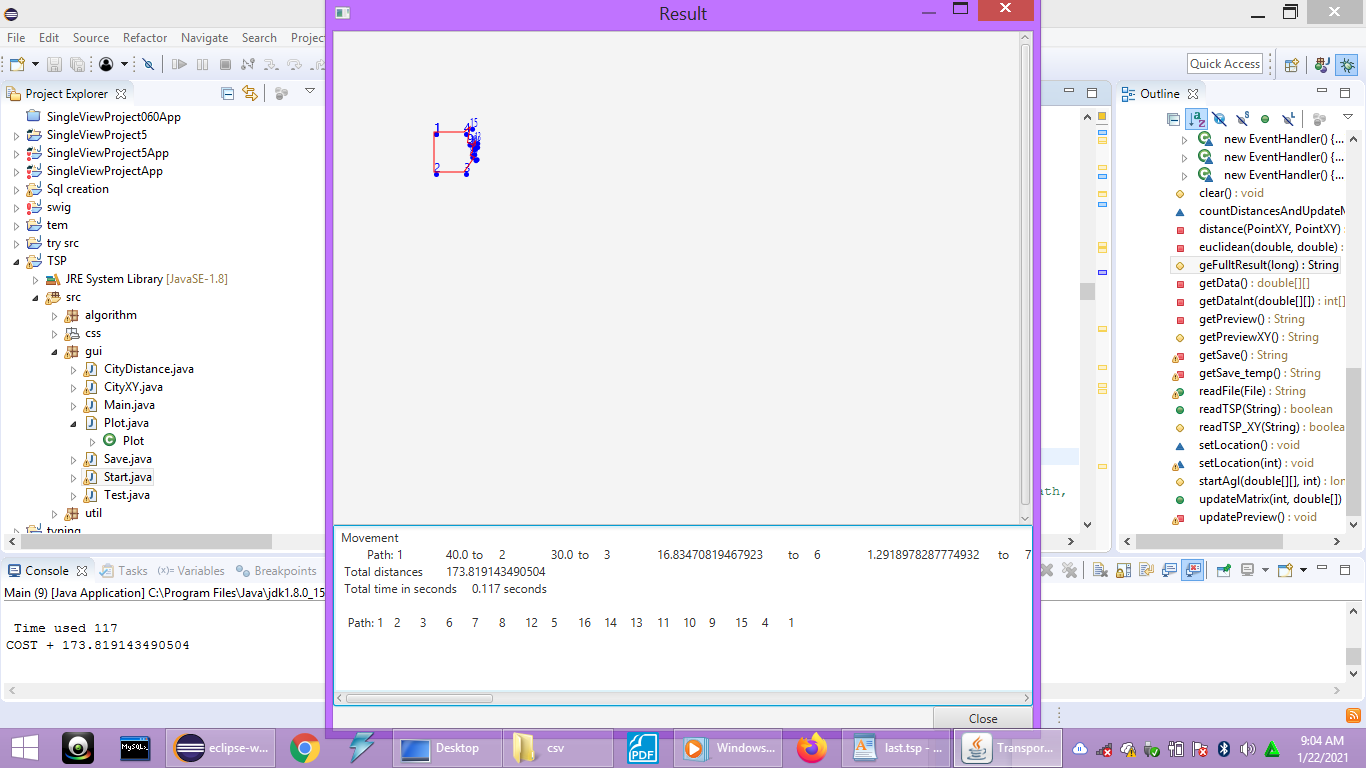 Result
File Edit Source Refactor Navigate Search Projec
Quick Access
Project Explorer
SingleViewProject060App
SingleViewProject5
SingleViewProject5App
SingleViewProjectApp
Sql creation
swig
tem
try src
TSP
JRE System Library [JavaSE-1.8]
src
algorithm
css
gui
CityDistance.java
CityXY.java
Main.java
Plot.java
Plot
Save.java
Start.java
Test.java
util
typing
1 4 15
2 3
Movement
Path: 1 40.0 to 2 30.0 to 3 16.83470819467923 to 6 1.2918978287774932 to 7
Total distances 173.819143490504
Total time in seconds 0.117 seconds
Path: 1 2 3 6 7 8 12 5 16 14 13 11 10 9 15 4 1
Close
ath,
Outline
new EventHandler() {...
new EventHandler() {...
new EventHandler() {...
clear() : void
countDistancesAndUpdateM
distance(PointXY, PointXY) :
euclidean(double, double) :
geFulltResult(long) : String
getData() : double[][]
getDataInt(double[][]) : int[]
getPreview() : String
getPreviewXY() : String
getSave() : String
getSave_temp() : String
readFile(File) : String
readTSP(String) : boolean
readTSP_XY(String) : boolea
setLocation() : void
setLocation(int) : void
startAgl(double[][], int) : lon
updateMatrix(int, double[])
updatePreview() : void
Console Tasks Variables Breakpoints
Main (9) [Java Application] C:\Program Files\Java\jdk1.8.0_15
Time used 117
COST + 173.819143490504
eclipse-w... Desktop csv PDF Windows... last.tsp - ... Transpor...
9:04 AM
1/22/2021